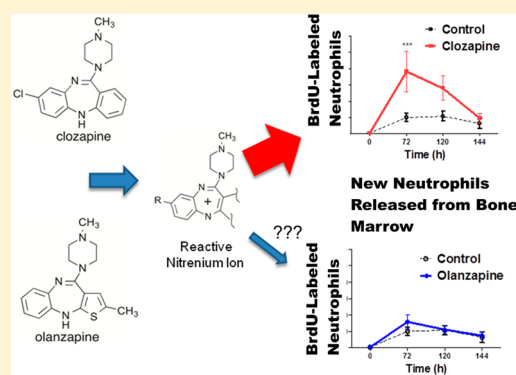 CH₃
N
N
N
Cl
N
H
clozapine
CH₃
N
N
N
N
H
S
CH₃
olanzapine
CH₃
N
N
N
R
+
N
Reactive
Nitrenium Ion
???
BrdU-Labeled
Neutrophils
Control
Clozapine
***
0 72 120 144
Time (h)
New Neutrophils
Released from Bone
Marrow
BrdU-Labeled
Neutrophils
Control
Olanzapine
0 72 120 144
Time (h)